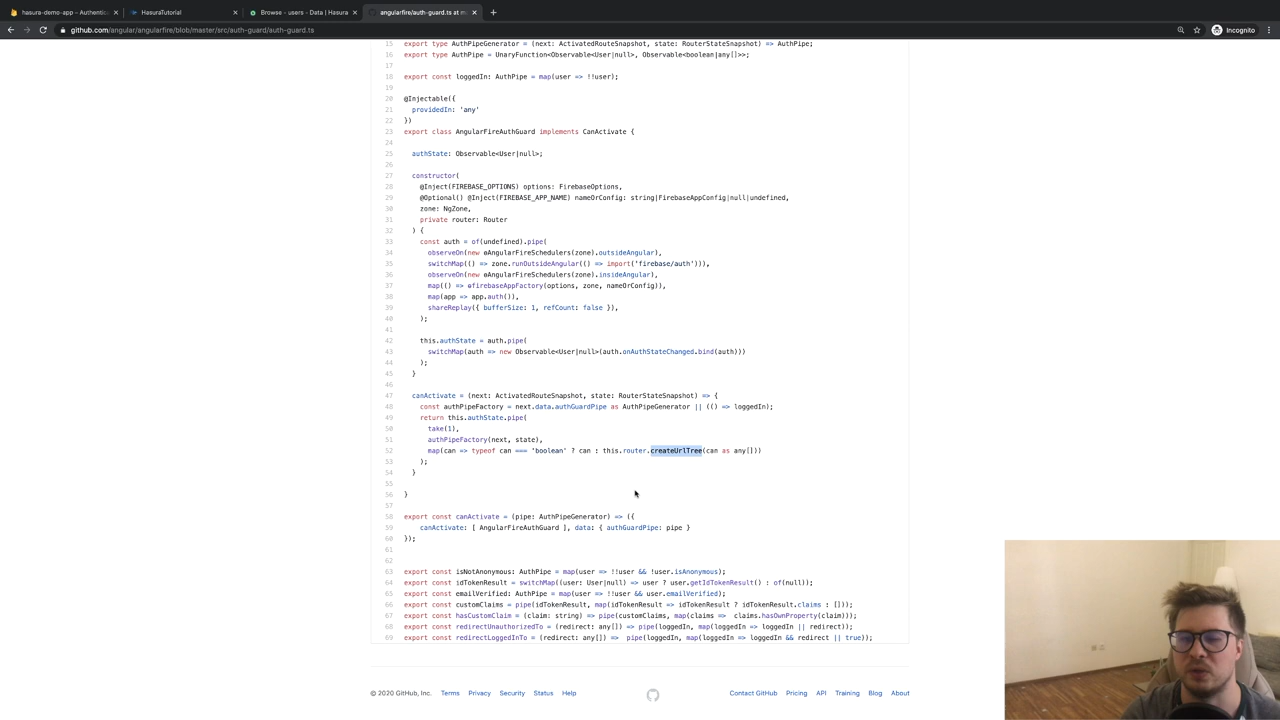 hasura-demo-app – Authentic
HasuraTutorial
Browse - users - Data | Hasura
angularfire/auth-guard.ts at m
github.com/angular/angularfire/blob/master/src/auth-guard/auth-guard.ts
Incognito
15 export type AuthPipeGenerator = (next: ActivatedRouteSnapshot, state: RouterStateSnapshot) => AuthPipe;
16 export type AuthPipe = UnaryFunction<Observable<User|null>, Observable<boolean|any[]>>;
17
18 export const loggedIn: AuthPipe = map(user => !!user);
19
20 @Injectable({
21 providedIn: 'any'
22 })
23 export class AngularFireAuthGuard implements CanActivate {
24
25 authState: Observable<User|null>;
26
27 constructor(
28 @Inject(FIREBASE_OPTIONS) options: FirebaseOptions,
29 @Optional() @Inject(FIREBASE_APP_NAME) nameOrConfig: string|FirebaseAppConfig|null|undefined,
30 zone: NgZone,
31 private router: Router
32 ) {
33 const auth = of(undefined).pipe(
34 observeOn(new ɵAngularFireSchedulers(zone).outsideAngular),
35 switchMap(() => zone.runOutsideAngular(() => import('firebase/auth'))),
36 observeOn(new ɵAngularFireSchedulers(zone).insideAngular),
37 map(() => ɵfirebaseAppFactory(options, zone, nameOrConfig)),
38 map(app => app.auth()),
39 shareReplay({ bufferSize: 1, refCount: false }),
40 );
41
42 this.authState = auth.pipe(
43 switchMap(auth => new Observable<User|null>(auth.onAuthStateChanged.bind(auth)))
44 );
45 }
46
47 canActivate = (next: ActivatedRouteSnapshot, state: RouterStateSnapshot) => {
48 const authPipeFactory = next.data.authGuardPipe as AuthPipeGenerator || (() => loggedIn);
49 return this.authState.pipe(
50 take(1),
51 authPipeFactory(next, state),
52 map(can => typeof can === 'boolean' ? can : this.router.createUrlTree(can as any[]))
53 );
54 }
55
56 }
57
58 export const canActivate = (pipe: AuthPipeGenerator) => ({
59 canActivate: [ AngularFireAuthGuard ], data: { authGuardPipe: pipe }
60 });
61
62
63 export const isNotAnonymous: AuthPipe = map(user => !!user && !user.isAnonymous);
64 export const idTokenResult = switchMap((user: User|null) => user ? user.getIdTokenResult() : of(null));
65 export const emailVerified: AuthPipe = map(user => !!user && user.emailVerified);
66 export const customClaims = pipe(idTokenResult, map(idTokenResult => idTokenResult ? idTokenResult.claims : []));
67 export const hasCustomClaim = (claim: string) => pipe(customClaims, map(claims => claims.hasOwnProperty(claim)));
68 export const redirectUnauthorizedTo = (redirect: any[]) => pipe(loggedIn, map(loggedIn => loggedIn || redirect));
69 export const redirectLoggedInTo = (redirect: any[]) => pipe(loggedIn, map(loggedIn => loggedIn && redirect || true));
© 2020 GitHub, Inc. Terms Privacy Security Status Help Contact GitHub Pricing API Training Blog About